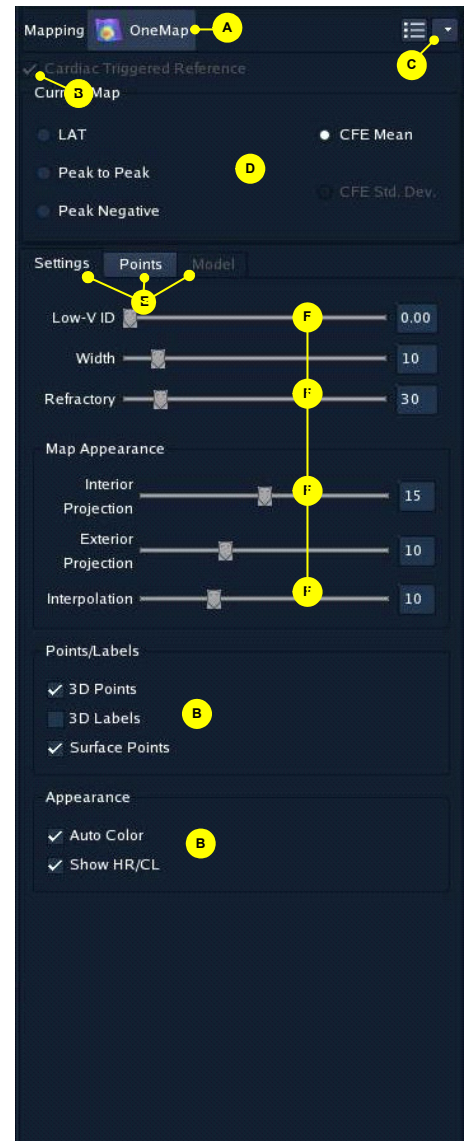 Mapping OneMap A
C
Cardiac Triggered Reference
B
Current Map
LAT CFE Mean
D
Peak to Peak
CFE Std. Dev.
Peak Negative
Settings Points Model
E
Low-V ID F 0.00
Width 10
Refractory F 30
Map Appearance
Interior
Projection F 15
Exterior
Projection 10
Interpolation F 10
Points/Labels
3D Points
3D Labels B
Surface Points
Appearance
Auto Color B
Show HR/CL